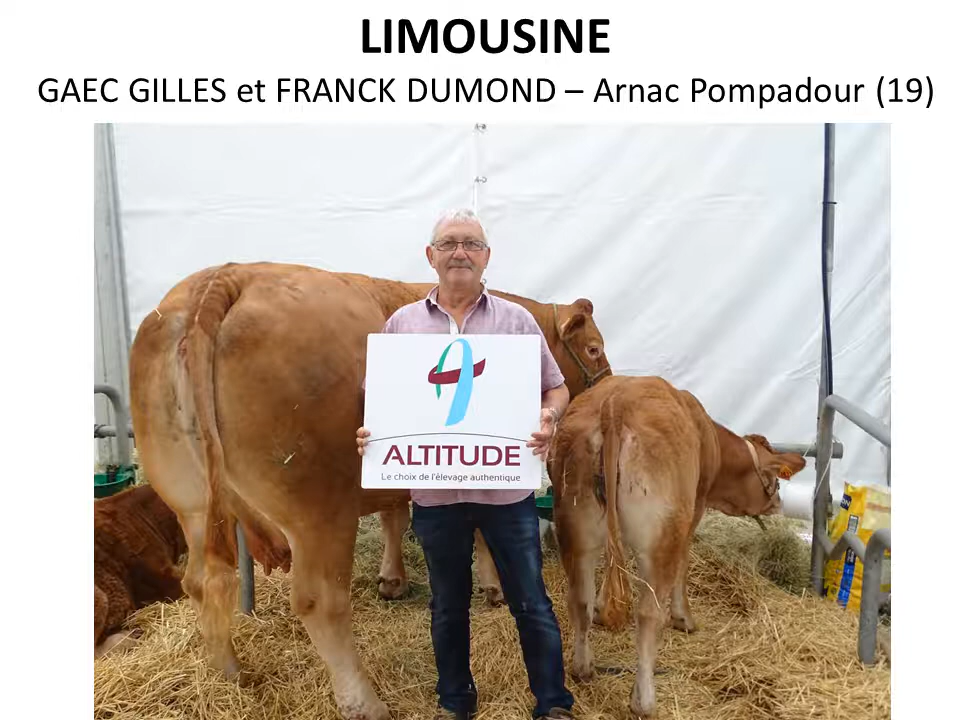 LIMOUSINE
GAEC GILLES et FRANCK DUMOND – Arnac Pompadour (19)
ALTITUDE
Le choix de l'élevage authentique